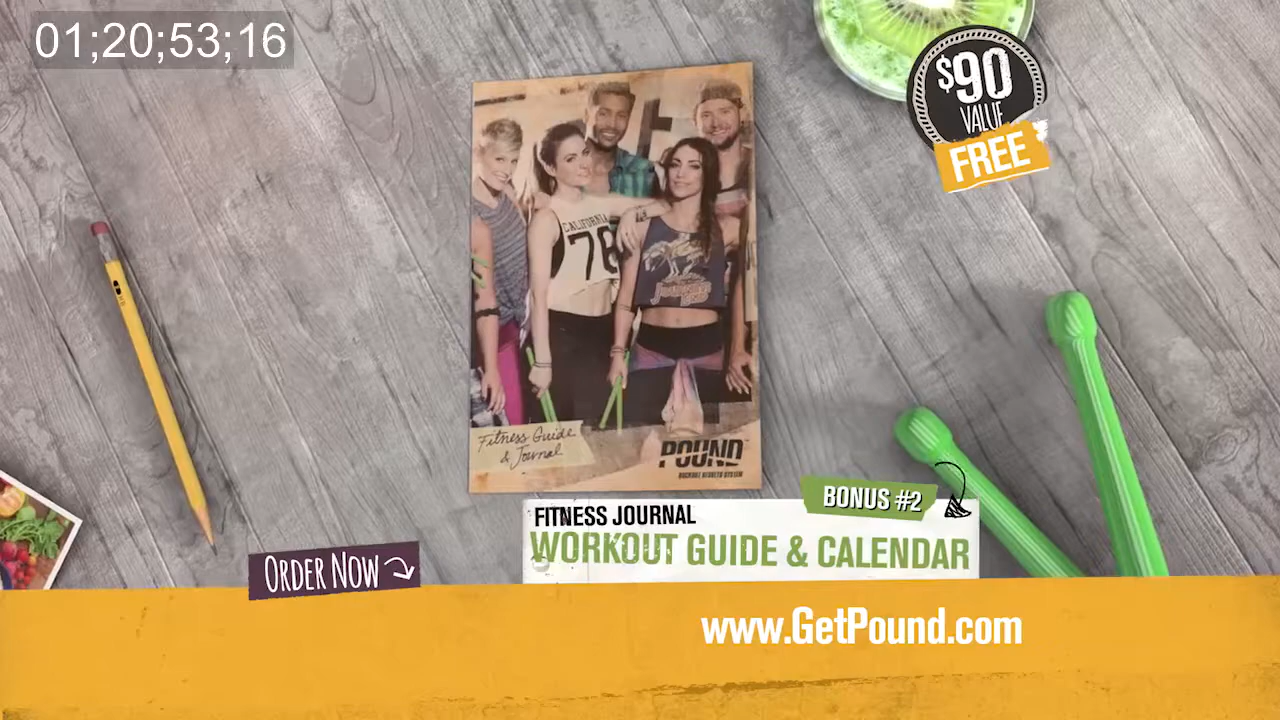 01;20;53;16
$90
VALUE
FREE
CALIFORNIA
78
Fitness Guide
& Journal
POUND
BONUS #2
FITNESS JOURNAL
WORKOUT GUIDE & CALENDAR
ORDER NOW
www.GetPound.com